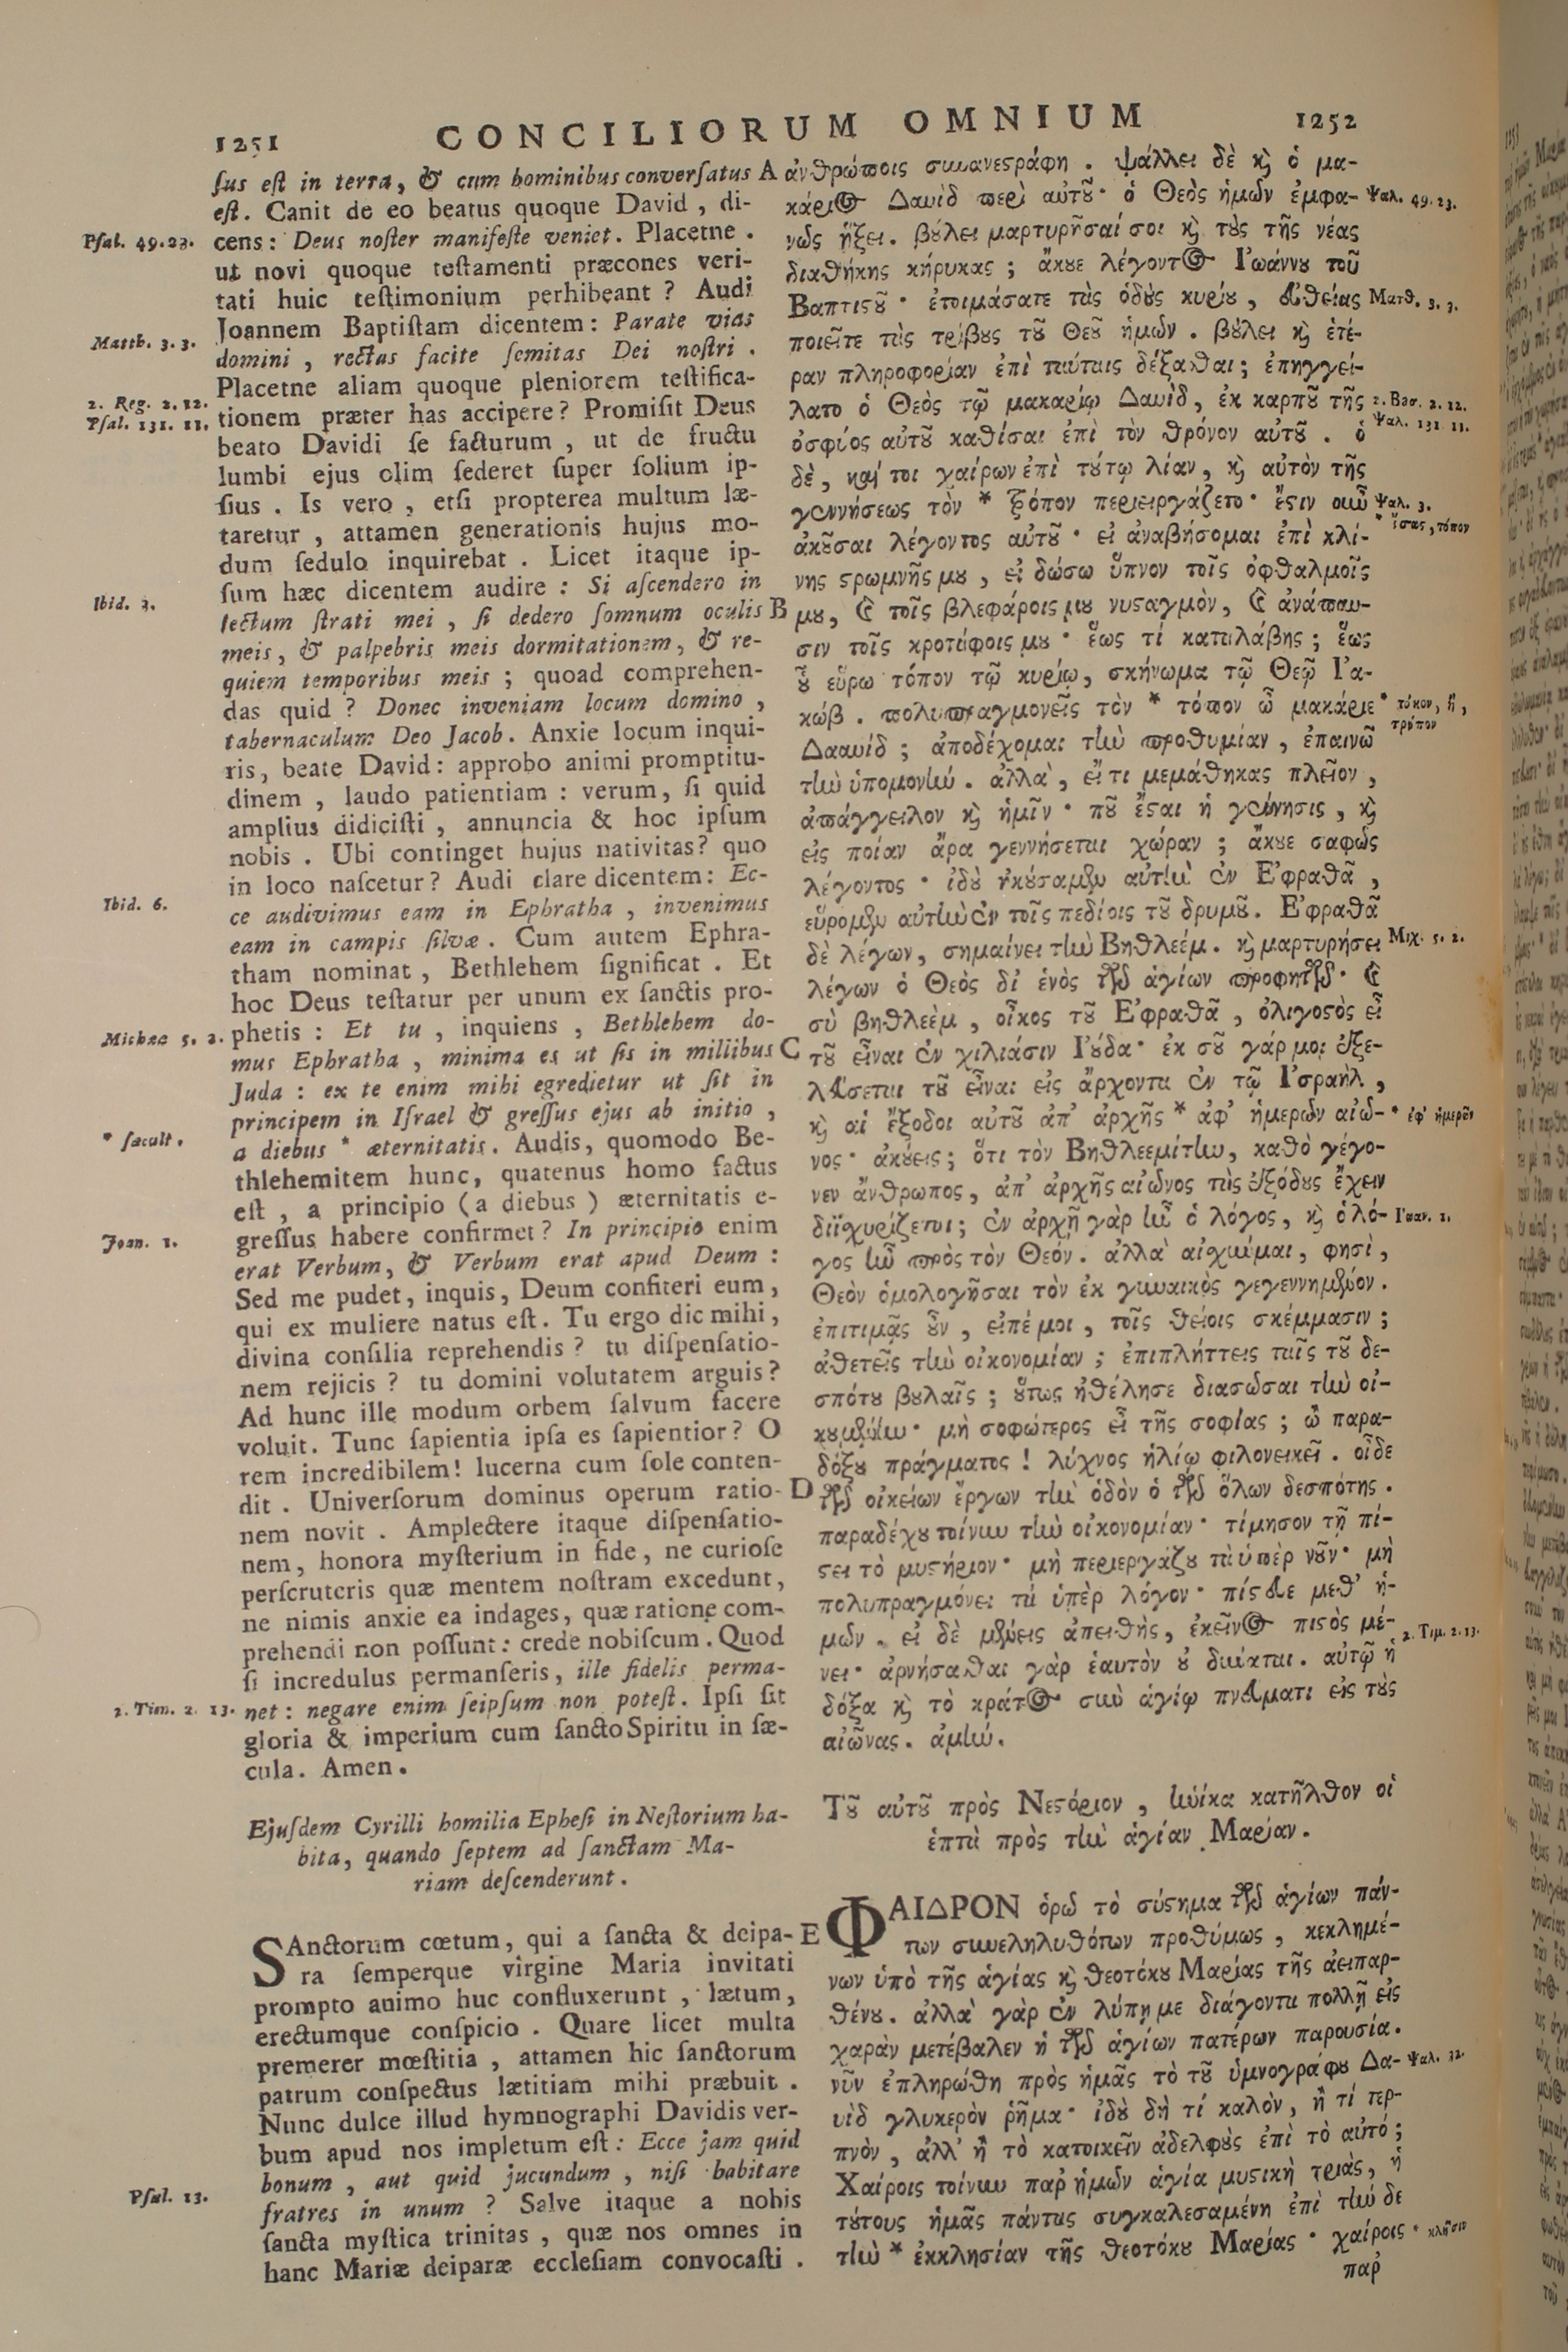 1251 CONCILIORUM OMNIUM 1252
ſus eſt in terra, & cum hominibus converſatus A
eſt. Canit de eo beatus quoque David, di-
Pſal. 49.23. cens: Deus noſter manifeſte veniet. Placetne .
ut novi quoque teſtamenti præcones veri-
tati huic teſtimonium perhibeant? Audi
Joannem Baptiſtam dicentem: Parate vias
Matth. 3. 3. domini, rectas facite ſemitas Dei noſtri.
Placetne aliam quoque pleniorem teſtifica-
2. Reg. 2. 12.
Pſal. 131. 11. tionem præter has accipere? Promiſit Deus
beato Davidi ſe facturum, ut de fructu
lumbi ejus olim ſederet ſuper ſolium ip-
ſius. Is vero, etſi propterea multum læ-
taretur, attamen generationis hujus mo-
dum ſedulo inquirebat. Licet itaque ip-
ſum hæc dicentem audire: Si aſcendero in
Ibid. 3. lectum ſtrati mei, ſi dedero ſomnum oculis B
meis, & palpebris meis dormitationem, & re-
quiem temporibus meis; quoad comprehen-
das quid? Donec inveniam locum domino,
tabernaculum Deo Jacob. Anxie locum inqui-
ris, beate David: approbo animi promptitu-
dinem, laudo patientiam: verum, ſi quid
amplius didiciſti, annuncia & hoc ipſum
nobis. Ubi continget hujus nativitas? quo
in loco naſcetur? Audi clare dicentem: Ec-
Ibid. 6. ce audivimus eam in Ephratha, invenimus
eam in campis ſilvæ. Cum autem Ephra-
tham nominat, Bethlehem ſignificat. Et
hoc Deus teſtatur per unum ex ſanctis pro-
Michææ 5. 2. phetis: Et tu, inquiens, Bethlehem do-
mus Ephratha, minima es ut ſis in millibus C
Juda: ex te enim mihi egredietur ut ſit in
principem in Iſrael & greſſus ejus ab initio,
* ſæcult. a diebus * æternitatis. Audis, quomodo Be-
thlehemitem hunc, quatenus homo factus
eſt, a principio (a diebus) æternitatis e-
greſſus habere confirmet? In principio enim
Joan. 1. erat Verbum, & Verbum erat apud Deum:
Sed me pudet, inquis, Deum confiteri eum,
qui ex muliere natus eſt. Tu ergo dic mihi,
divina conſilia reprehendis? tu diſpenſatio-
nem rejicis? tu domini volutatem arguis?
Ad hunc ille modum orbem ſalvum facere
voluit. Tunc ſapientia ipſa es ſapientior? O
rem incredibilem! lucerna cum ſole conten-
dit. Univerſorum dominus operum ratio- D
nem novit. Amplectere itaque diſpenſatio-
nem, honora myſterium in fide, ne curioſe
perſcruteris quæ mentem noſtram excedunt,
ne nimis anxie ea indages, quæ ratione com-
prehendi non poſſunt: crede nobiſcum. Quod
ſi incredulus permanſeris, ille fidelis perma-
2. Tim. 2. 13. net: negare enim ſeipſum non poteſt. Ipſi ſit
gloria & imperium cum ſancto Spiritu in ſæ-
cula. Amen.
Ejuſdem Cyrilli homilia Epheſi in Neſtorium ha-
bita, quando ſeptem ad ſanctam Ma-
riam deſcenderunt.
SAnctorum cœtum, qui a ſancta & deipa- E
ra ſemperque virgine Maria invitati
prompto animo huc confluxerunt, lætum,
erectumque conſpicio. Quare licet multa
premerer mœſtitia, attamen hic ſanctorum
patrum conſpectus lætitiam mihi præbuit.
Nunc dulce illud hymnographi Davidis ver-
bum apud nos impletum eſt: Ecce jam quid
bonum, aut quid jucundum, niſi habitare
Pſal. 13. fratres in unum? Salve itaque a nobis
ſancta myſtica trinitas, quæ nos omnes in
hanc Mariæ deiparæ eccleſiam convocaſti.
ἀνθρώποις συνανεστράφη. ψάλλει δὲ καὶ ὁ μα-
κάριος Δαυὶδ περὶ αὐτοῦ· ὁ Θεὸς ἡμῶν ἐμφα- Ψαλ. 49.23.
νῶς ἥξει. βούλει μαρτυρῆσαί σοι καὶ τοὺς τῆς νέας
διαθήκης κήρυκας; ἄκουε λέγοντος Ἰωάννου τοῦ
Βαπτιστοῦ· ἑτοιμάσατε τὰς ὁδοὺς κυρίου, εὐθείας Ματθ. 3. 3.
ποιεῖτε τὰς τρίβους τοῦ Θεοῦ ἡμῶν. βούλει καὶ ἑτέ-
ραν πληροφορίαν ἐπὶ ταύταις δέξασθαι; ἐπηγγεί-
λατο ὁ Θεὸς τῷ μακαρίῳ Δαυὶδ, ἐκ καρποῦ τῆς 2. Βασ. 2. 12.
Ψαλ. 131. 11.
ὀσφύος αὐτοῦ καθίσαι ἐπὶ τὸν θρόνον αὐτοῦ. ὁ
δὲ, καί τοι χαίρων ἐπὶ τούτῳ λίαν, καὶ αὐτὸν τῆς
γεννήσεως τὸν * τρόπον περιειργάζετο· ἔστιν οὖν Ψαλ. 3.
* ἴσως, τόπον
ἀκοῦσαι λέγοντος αὐτοῦ· εἰ ἀναβήσομαι ἐπὶ κλί-
νης στρωμνῆς μου, εἰ δώσω ὕπνον τοῖς ὀφθαλμοῖς
μου, καὶ τοῖς βλεφάροις μου νυσταγμὸν, καὶ ἀνάπαυ-
σιν τοῖς κροτάφοις μου· ἕως τί καταλάβης; ἕως
οὗ εὕρω τόπον τῷ κυρίῳ, σκήνωμα τῷ Θεῷ Ἰα-
κώβ. πολυπραγμονεῖς τὸν * τόπον ὦ μακάριε * τόκον, ἢ,
τρόπον
Δαυίδ; ἀποδέχομαι τὴν προθυμίαν, ἐπαινῶ
τὴν ὑπομονήν. ἀλλὰ, εἴ τι μεμάθηκας πλεῖον,
ἀπάγγειλον καὶ ἡμῖν· ποῦ ἔσται ἡ γέννησις, καὶ
εἰς ποίαν ἄρα γεννήσεται χώραν; ἄκουε σαφῶς
λέγοντος· ἰδοὺ ἠκούσαμεν αὐτὴν ἐν Ἐφραθᾶ,
εὕρομεν αὐτὴν ἐν τοῖς πεδίοις τοῦ δρυμοῦ. Ἐφραθᾶ
δὲ λέγων, σημαίνει τὴν Βηθλεέμ. καὶ μαρτυρήσει Μιχ. 5. 2.
λέγων ὁ Θεὸς δι' ἑνὸς τῶν ἁγίων προφητῶν· καὶ
σὺ βηθλεὲμ, οἶκος τοῦ Ἐφραθᾶ, ὀλιγοστὸς εἶ
τοῦ εἶναι ἐν χιλιάσιν Ἰούδα· ἐκ σοῦ γάρ μοι ἐξε-
λεύσεται τοῦ εἶναι εἰς ἄρχοντα ἐν τῷ Ἰσραὴλ,
καὶ αἱ ἔξοδοι αὐτοῦ ἀπ' ἀρχῆς * ἀφ' ἡμερῶν αἰῶ- * ἐφ' ἡμερῶν
νος· ἀκούεις; ὅτι τὸν Βηθλεεμίτην, καθὸ γέγο-
νεν ἄνθρωπος, ἀπ' ἀρχῆς αἰῶνος τὰς ἐξόδους ἔχειν
διϊσχυρίζεται; ἐν ἀρχῇ γὰρ ἦν ὁ λόγος, καὶ ὁ λό- Ἰωαν. 1.
γος ἦν πρὸς τὸν Θεόν. ἀλλὰ αἰσχύνομαι, φησὶ,
Θεὸν ὁμολογῆσαι τὸν ἐκ γυναικὸς γεγεννημένον.
ἐπιτιμᾷς οὖν, εἰπέ μοι, τοῖς θείοις σκέμμασιν;
ἀθετεῖς τὴν οἰκονομίαν; ἐπιπλήττεις ταῖς τοῦ δε-
σπότου βουλαῖς; οὕτως ἠθέλησε διασῶσαι τὴν οἰ-
κουμένην· μὴ σοφώτερος εἶ τῆς σοφίας; ὦ παρα-
δόξου πράγματος! λύχνος ἡλίῳ φιλονεικεῖ. οἶδε
τῶν οἰκείων ἔργων τὴν ὁδὸν ὁ τῶν ὅλων δεσπότης.
παραδέχου τοίνυν τὴν οἰκονομίαν· τίμησον τῇ πί-
στει τὸ μυστήριον· μὴ περιεργάζου τὰ ὑπὲρ νοῦν· μὴ
πολυπραγμόνει τὰ ὑπὲρ λόγον· πίστευε μεθ' ἡ-
μῶν. εἰ δὲ μένεις ἀπειθὴς, ἐκεῖνος πιστὸς μέ- 2. Τιμ. 2. 13.
νει· ἀρνήσασθαι γὰρ ἑαυτὸν οὐ δύναται. αὐτῷ ἡ
δόξα καὶ τὸ κράτος σὺν ἁγίῳ πνεύματι εἰς τοὺς
αἰῶνας. ἀμήν.
Τοῦ αὐτοῦ πρὸς Νεστόριον, ἡνίκα κατῆλθον οἱ
ἑπτὰ πρὸς τὴν ἁγίαν Μαρίαν.
ΦΑΙΔΡΟΝ ὁρῶ τὸ σύστημα τῶν ἁγίων πάν-
των συνεληλυθότων προθύμως, κεκλημέ-
νων ὑπὸ τῆς ἁγίας καὶ θεοτόκου Μαρίας τῆς ἀειπαρ-
θένου. ἀλλὰ γὰρ ἐν λύπῃ με διάγοντα πολλῇ εἰς
χαρὰν μετέβαλεν ἡ τῶν ἁγίων πατέρων παρουσία.
νῦν ἐπληρώθη πρὸς ἡμᾶς τὸ τοῦ ὑμνογράφου Δα- Ψαλ. 32.
υὶδ γλυκερὸν ῥῆμα· ἰδοὺ δὴ τί καλὸν, ἢ τί τερ-
πνὸν, ἀλλ' ἢ τὸ κατοικεῖν ἀδελφοὺς ἐπὶ τὸ αὐτό;
Χαίροις τοίνυν παρ' ἡμῶν ἁγία μυστικὴ τριὰς, ἡ
τούτους ἡμᾶς πάντας συγκαλεσαμένη ἐπὶ τὴν δε
τὴν * ἐκκλησίαν τῆς θεοτόκου Μαρίας· χαίροις * κλῆσιν
παρ'